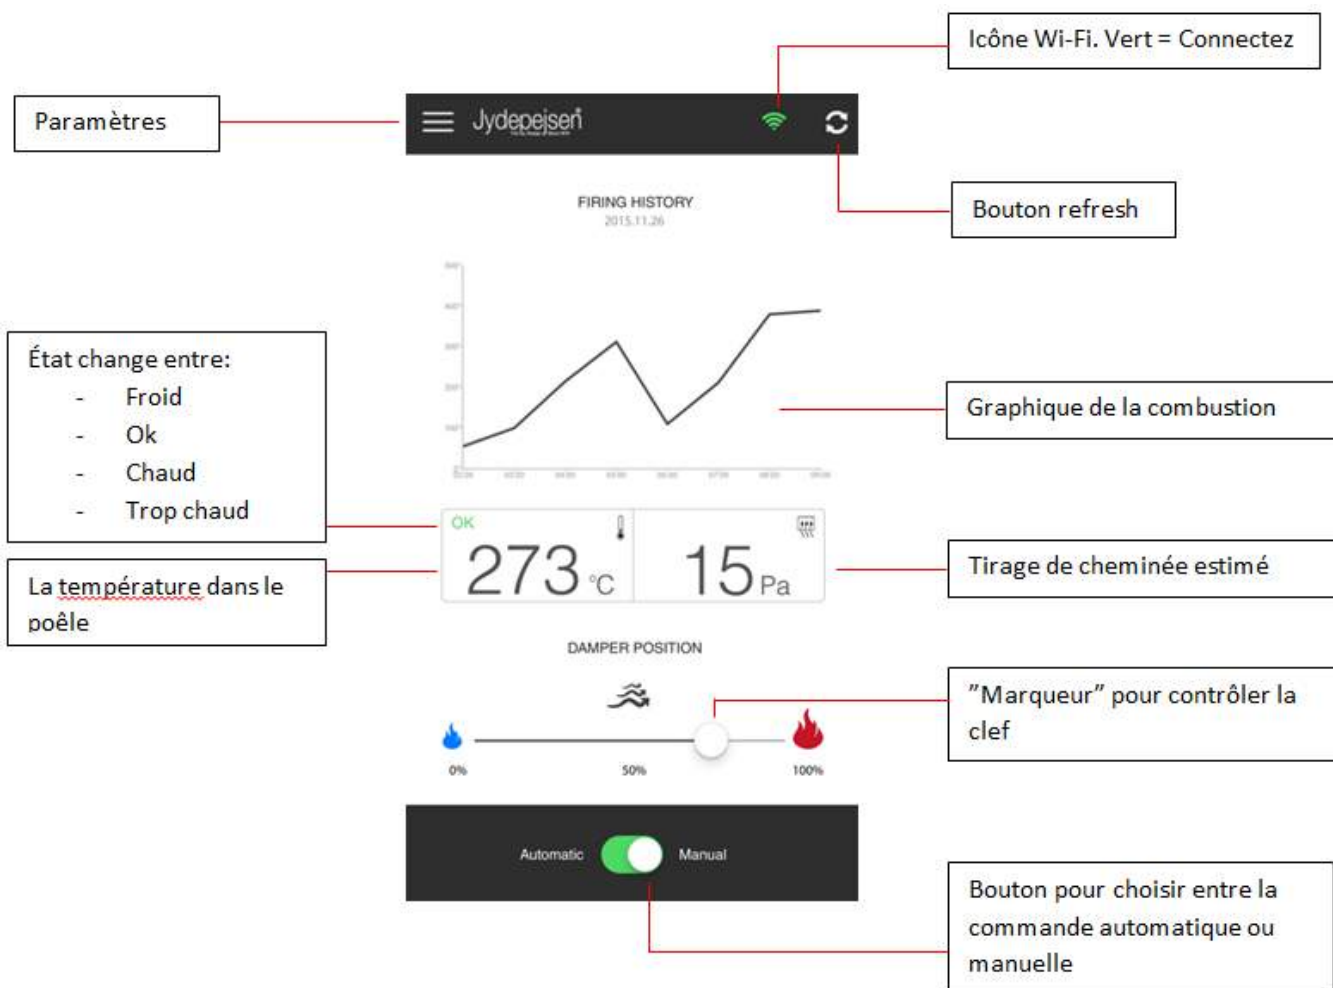 Icône Wi-Fi. Vert = Connectez
Paramètres
Jydepejsen
Bouton refresh
FIRING HISTORY
2015.11.26
État change entre:
- Froid
- Ok
- Chaud
- Trop chaud
Graphique de la combustion
OK
273 °C
15 Pa
Tirage de cheminée estimé
La température dans le
poêle
DAMPER POSITION
"Marqueur" pour contrôler la
clef
0%
50%
100%
Automatic
Manual
Bouton pour choisir entre la
commande automatique ou
manuelle